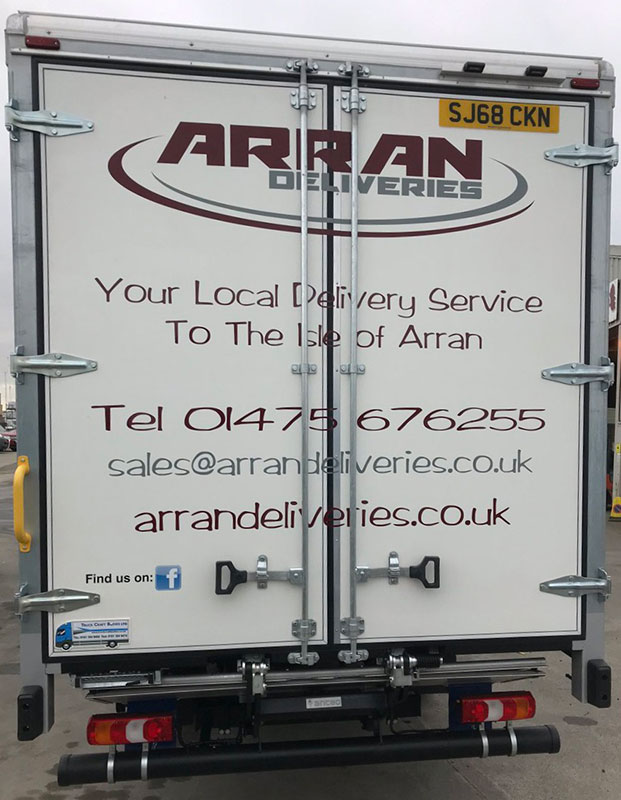 SJ68 CKN
ARRAN
DELIVERIES
Your Local Delivery Service
To The Isle of Arran
Tel 01475 676255
sales@arrandeliveries.co.uk
arrandeliveries.co.uk
Find us on: f